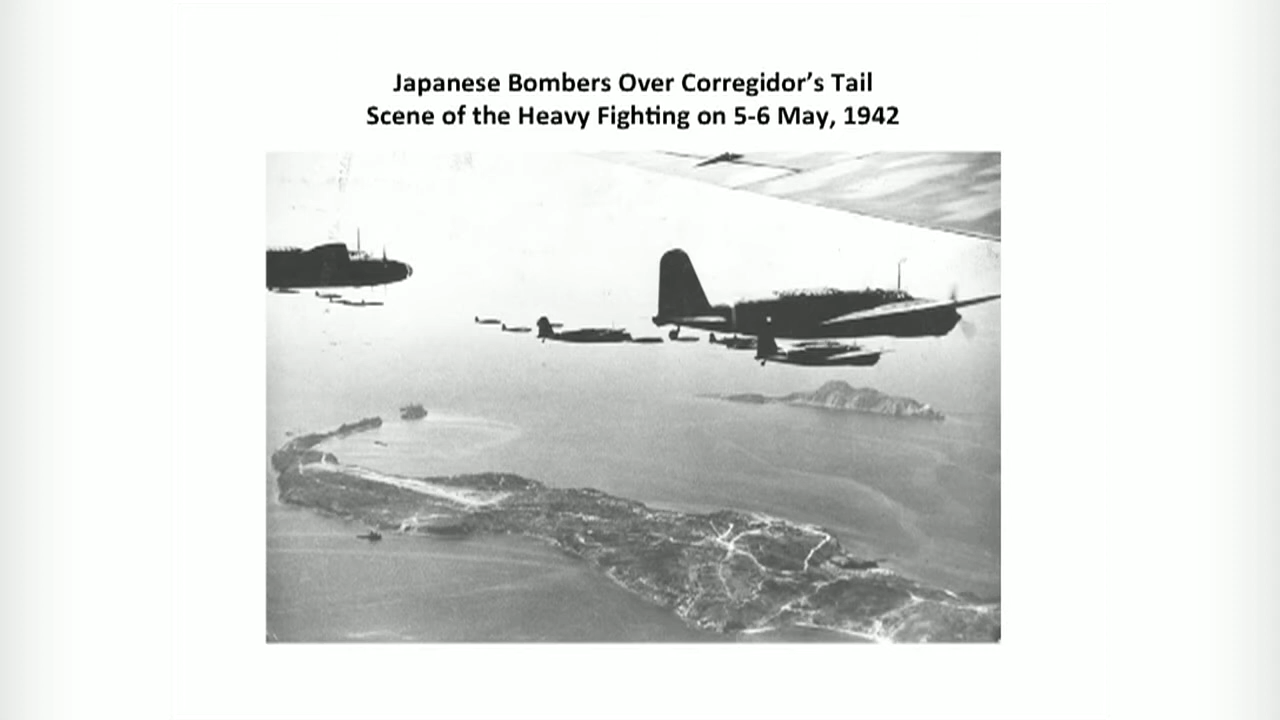 Japanese Bombers Over Corregidor's Tail
Scene of the Heavy Fighting on 5-6 May, 1942